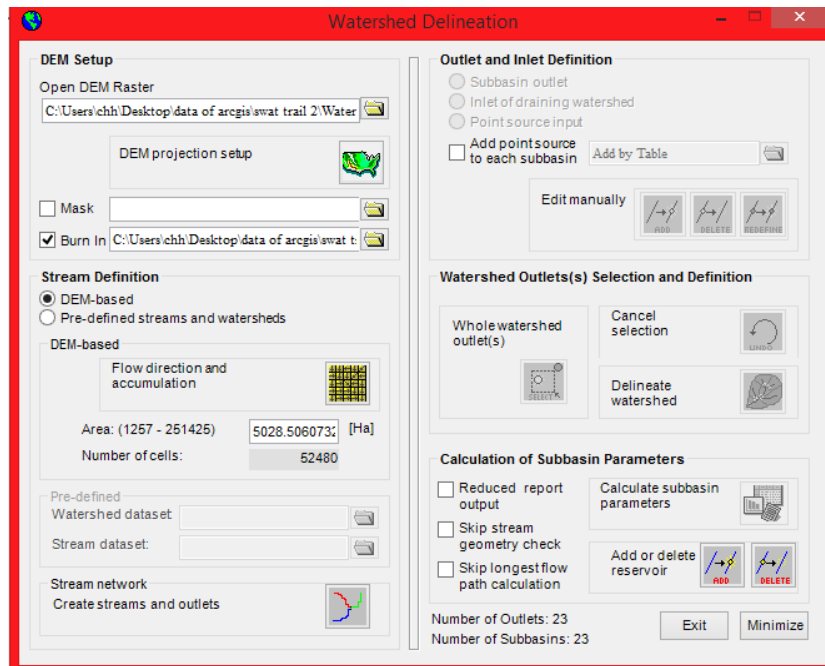 Watershed Delineation
DEM Setup
Open DEM Raster
C:\Users\chh\Desktop\data of arcgis\swat trail 2\Water
DEM projection setup
Mask
Burn In C:\Users\chh\Desktop\data of arcgis\swat t:
Stream Definition
DEM-based
Pre-defined streams and watersheds
DEM-based
Flow direction and
accumulation
Area: (1257 - 251425) 5028.5060732 [Ha]
Number of cells: 52480
Pre-defined
Watershed dataset:
Stream dataset:
Stream network
Create streams and outlets
Outlet and Inlet Definition
Subbasin outlet
Inlet of draining watershed
Point source input
Add point source
to each subbasin
Add by Table
Edit manually
ADD DELETE REDEFINE
Watershed Outlets(s) Selection and Definition
Whole watershed
outlet(s)
SELECT
Cancel
selection
UNDO
Delineate
watershed
Calculation of Subbasin Parameters
Reduced report
output
Skip stream
geometry check
Skip longest flow
path calculation
Calculate subbasin
parameters
Add or delete
reservoir
ADD DELETE
Number of Outlets: 23
Number of Subbasins: 23
Exit Minimize